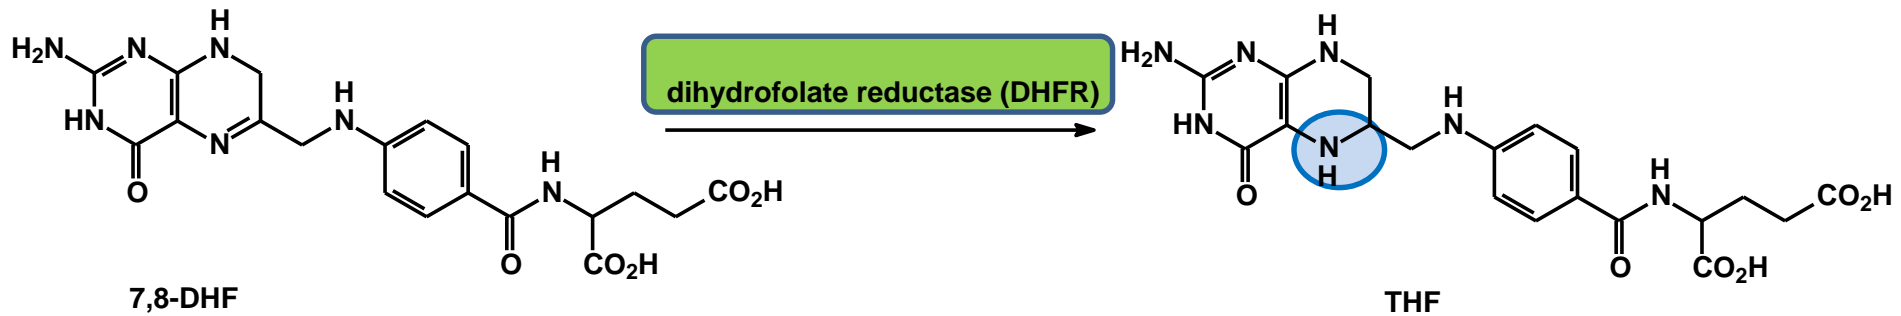 H
H₂N N N
HN
N
O
H
N
H
N
O
CO₂H
CO₂H
7,8-DHF
dihydrofolate reductase (DHFR)
H
H₂N N N
HN
N
H
O
H
N
H
N
O
CO₂H
CO₂H
THF